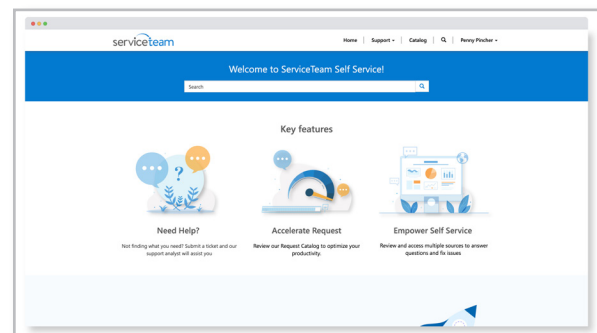 serviceteam
Home Support Catalog Penny Pincher
Welcome to ServiceTeam Self Service!
Search
Key features
?
Need Help?
Not finding what you need? Submit a ticket and our
support analyst will assist you
Accelerate Request
Review our Request Catalog to optimize your
productivity.
Empower Self Service
Review and access multiple sources to answer
questions and fix issues